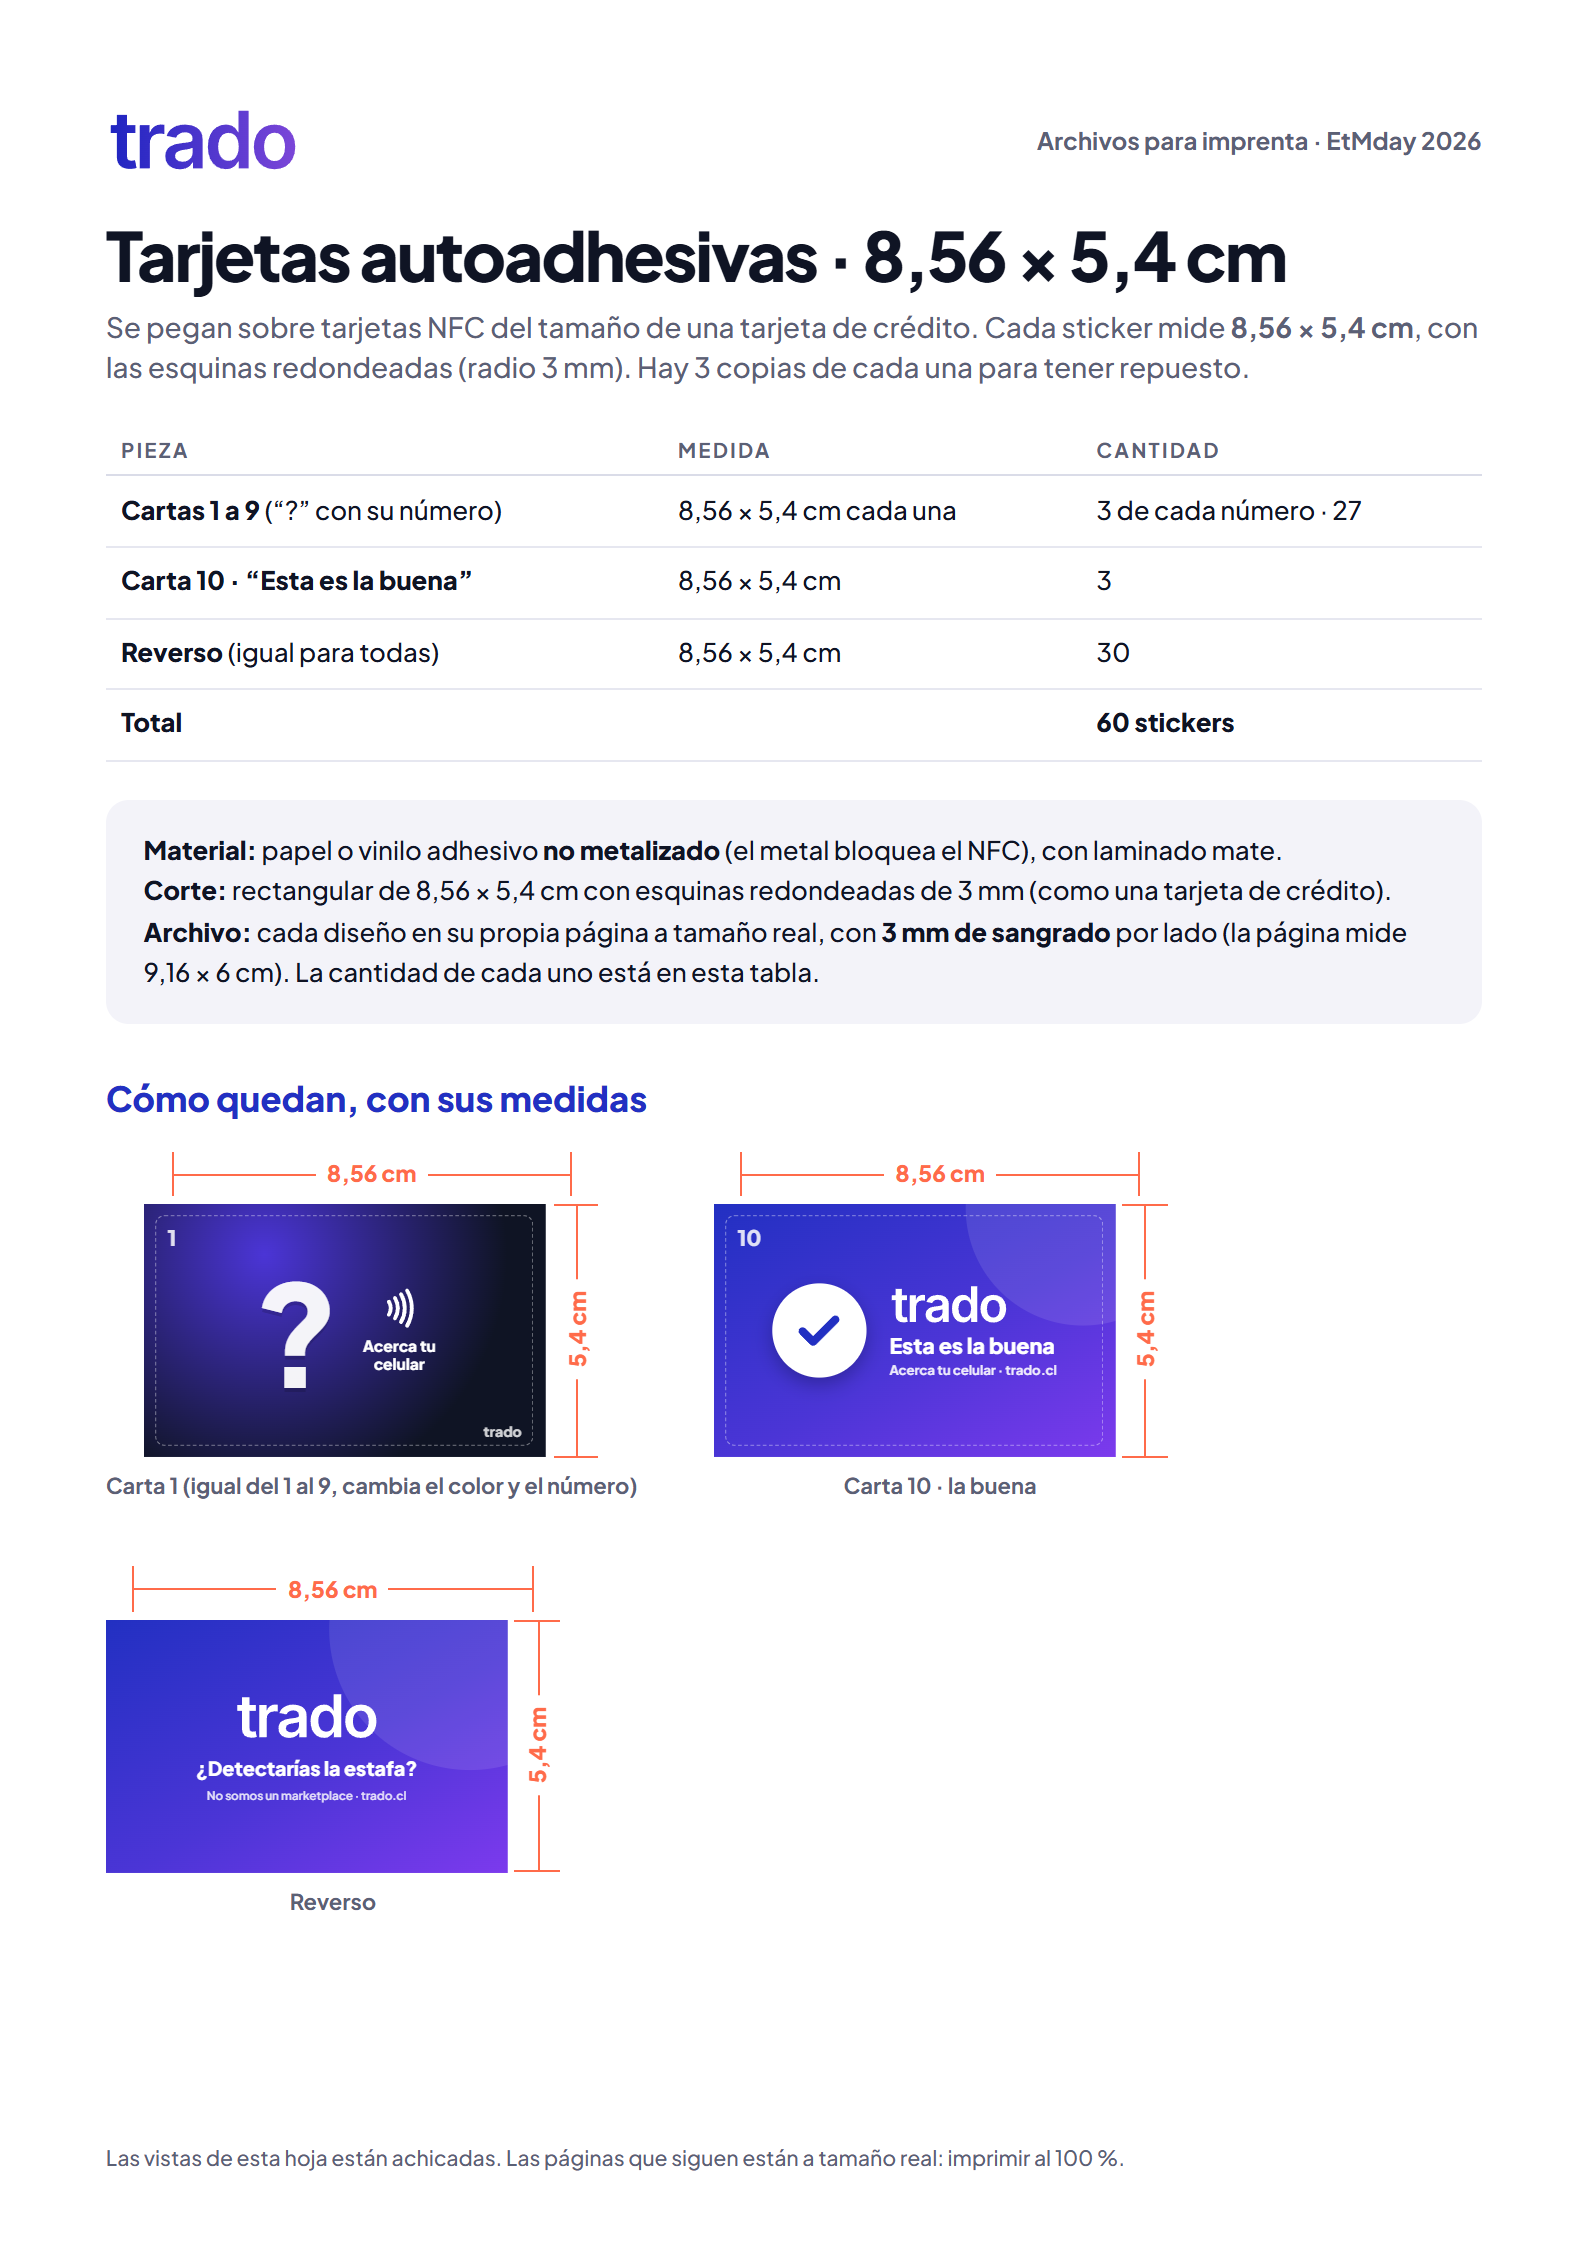 trado
Archivos para imprenta · EtMday 2026
Tarjetas autoadhesivas · 8,56 × 5,4 cm
Se pegan sobre tarjetas NFC del tamaño de una tarjeta de crédito. Cada sticker mide 8,56 × 5,4 cm, con
las esquinas redondeadas (radio 3 mm). Hay 3 copias de cada una para tener repuesto.
PIEZA MEDIDA CANTIDAD
Cartas 1 a 9 (“?” con su número) 8,56 × 5,4 cm cada una 3 de cada número · 27
Carta 10 · “Esta es la buena” 8,56 × 5,4 cm 3
Reverso (igual para todas) 8,56 × 5,4 cm 30
Total 60 stickers
Material: papel o vinilo adhesivo no metalizado (el metal bloquea el NFC), con laminado mate.
Corte: rectangular de 8,56 × 5,4 cm con esquinas redondeadas de 3 mm (como una tarjeta de crédito).
Archivo: cada diseño en su propia página a tamaño real, con 3 mm de sangrado por lado (la página mide
9,16 × 6 cm). La cantidad de cada uno está en esta tabla.
Cómo quedan, con sus medidas
8,56 cm
1
?
Acerca tu
celular
trado
5,4 cm
Carta 1 (igual del 1 al 9, cambia el color y el número)
8,56 cm
10
trado
Esta es la buena
Acerca tu celular · trado.cl
5,4 cm
Carta 10 · la buena
8,56 cm
trado
¿Detectarías la estafa?
No somos un marketplace · trado.cl
5,4 cm
Reverso
Las vistas de esta hoja están achicadas. Las páginas que siguen están a tamaño real: imprimir al 100 %.